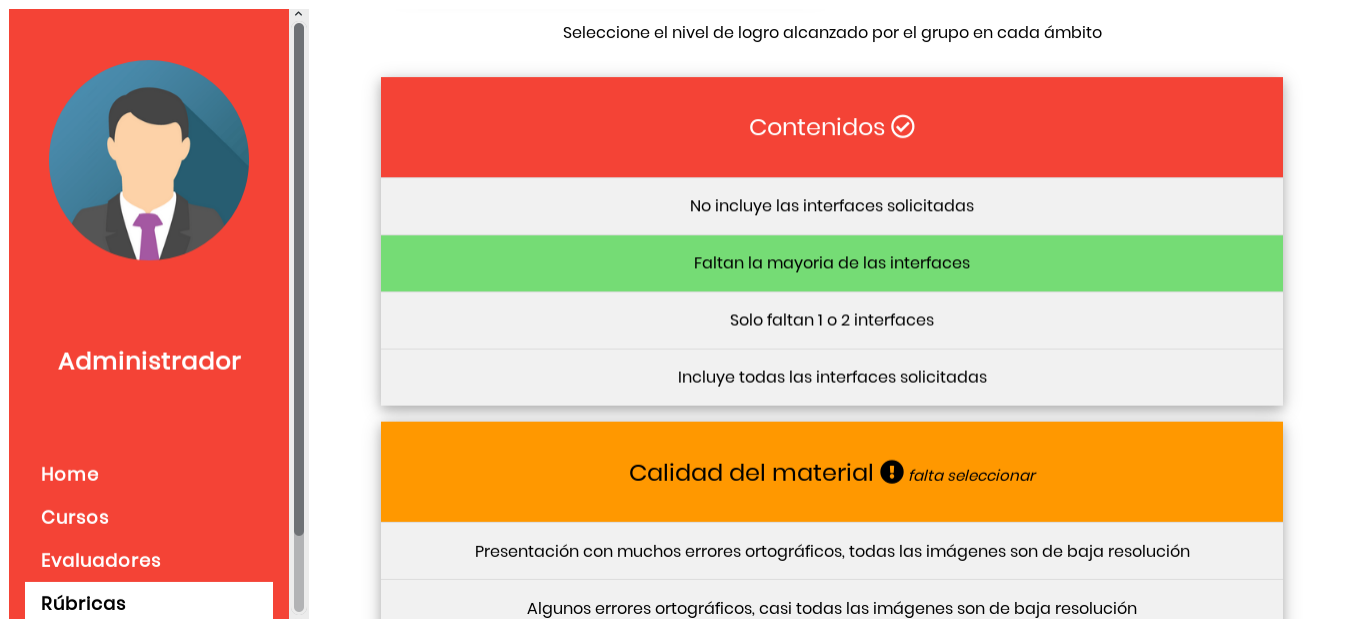 Administrador
Home
Cursos
Evaluadores
Rúbricas
Seleccione el nivel de logro alcanzado por el grupo en cada ámbito
Contenidos
No incluye las interfaces solicitadas
Faltan la mayoria de las interfaces
Solo faltan 1 o 2 interfaces
Incluye todas las interfaces solicitadas
Calidad del material falta seleccionar
Presentación con muchos errores ortográficos, todas las imágenes son de baja resolución
Algunos errores ortográficos, casi todas las imágenes son de baja resolución